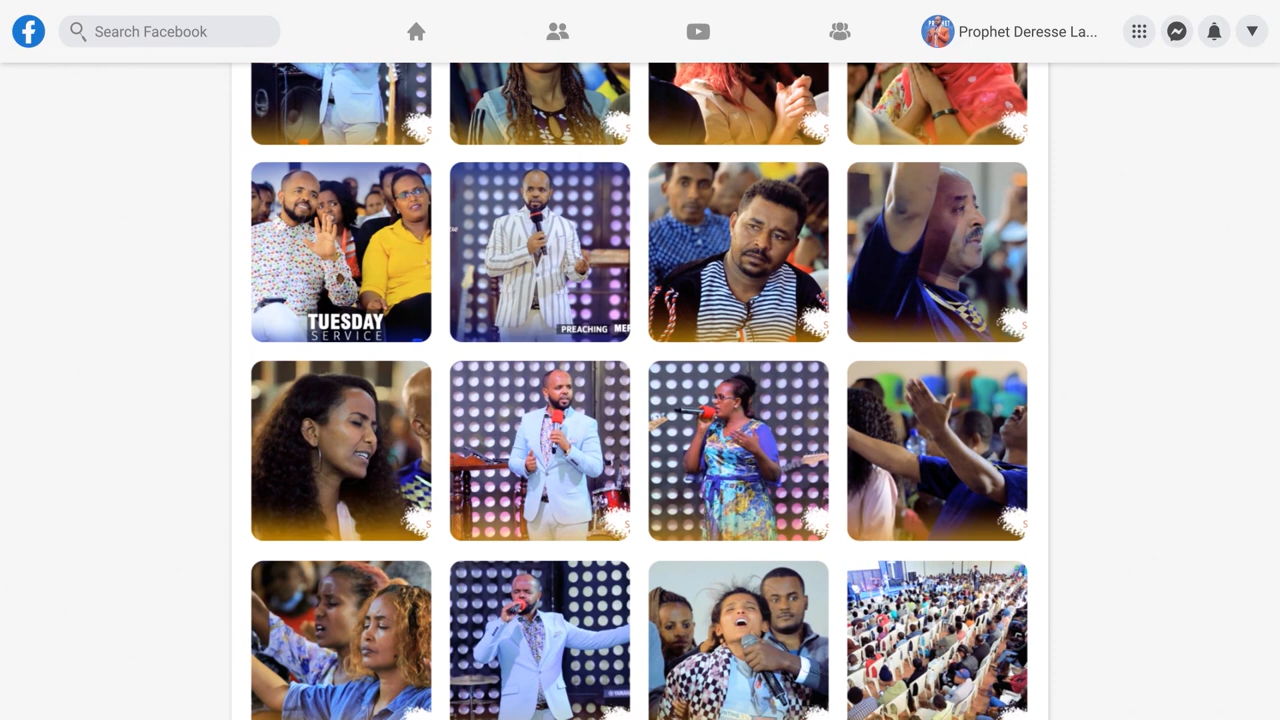 Search Facebook
Prophet Deresse La...
TUESDAY
SERVICE
PREACHING